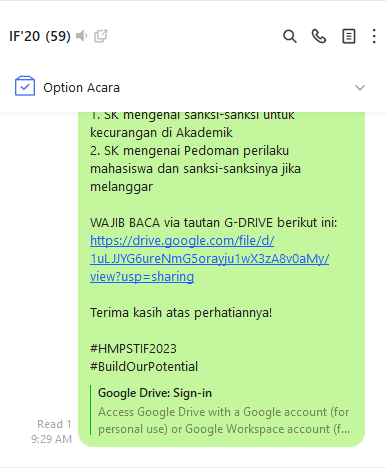 IF'20 (59)
Option Acara
1. SK mengenai sanksi-sanksi untuk
kecurangan di Akademik
2. SK mengenai Pedoman perilaku
mahasiswa dan sanksi-sanksinya jika
melanggar
WAJIB BACA via tautan G-DRIVE berikut ini:
https://drive.google.com/file/d/
1uLJJYG6ureNmG5orayju1wX3zA8v0aMy/
view?usp=sharing
Terima kasih atas perhatiannya!
#HMPSTIF2023
#BuildOurPotential
Google Drive: Sign-in
Access Google Drive with a Google account (for
personal use) or Google Workspace account (f...
Read 1
9:29 AM